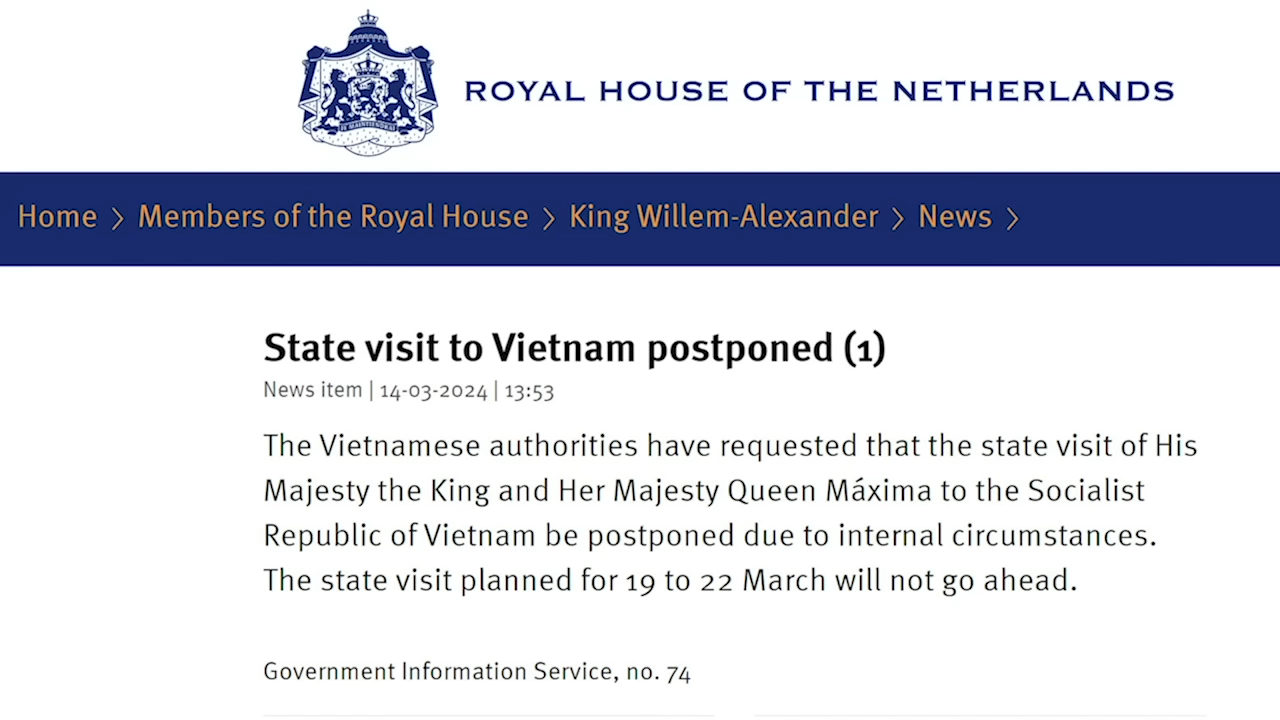 JE MAINTIENDRAI
ROYAL HOUSE OF THE NETHERLANDS
Home > Members of the Royal House > King Willem-Alexander > News >
State visit to Vietnam postponed (1)
News item | 14-03-2024 | 13:53
The Vietnamese authorities have requested that the state visit of His
Majesty the King and Her Majesty Queen Máxima to the Socialist
Republic of Vietnam be postponed due to internal circumstances.
The state visit planned for 19 to 22 March will not go ahead.
Government Information Service, no. 74